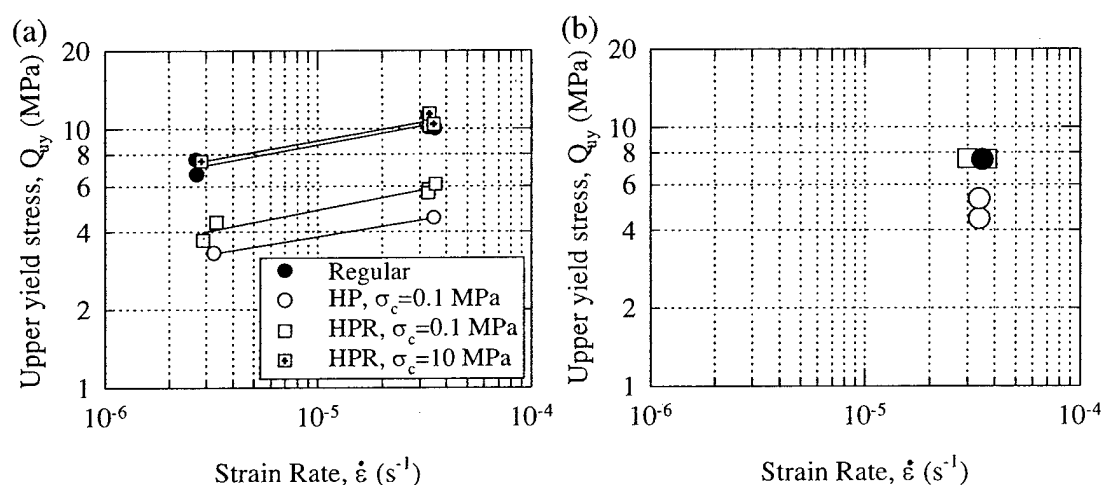 (a)
Upper yield stress, Q_uy (MPa)
20
10
8
6
4
2
1
10^-6
10^-5
10^-4
Strain Rate, ε̇ (s^-1)
Regular
HP, σ_c=0.1 MPa
HPR, σ_c=0.1 MPa
HPR, σ_c=10 MPa
(b)
Upper yield stress, Q_uy (MPa)
20
10
8
6
4
2
1
10^-6
10^-5
10^-4
Strain Rate, ε̇ (s^-1)